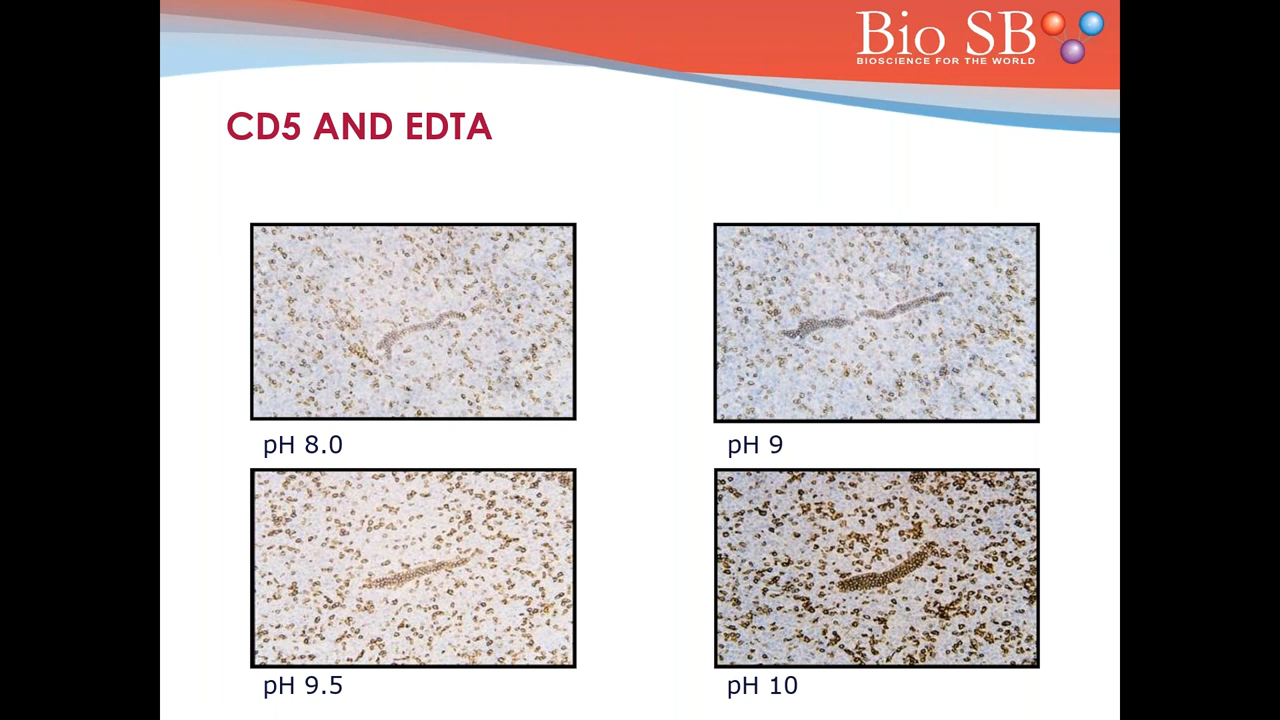 Bio SB
BIOSCIENCE FOR THE WORLD
CD5 AND EDTA
pH 8.0
pH 9
pH 9.5
pH 10